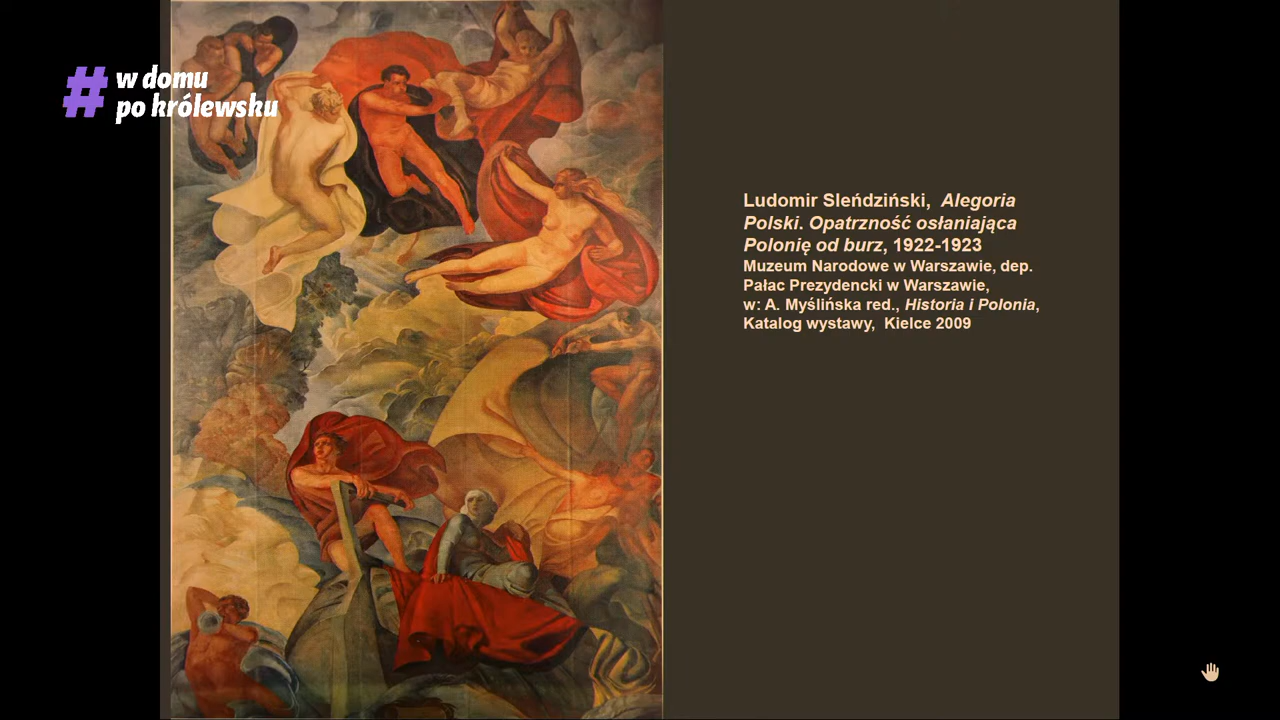 # w domu
po królewsku
Ludomir Sleńdziński, Alegoria
Polski. Opatrzność osłaniająca
Polonię od burz, 1922-1923
Muzeum Narodowe w Warszawie, dep.
Pałac Prezydencki w Warszawie,
w: A. Myślińska red., Historia i Polonia,
Katalog wystawy, Kielce 2009